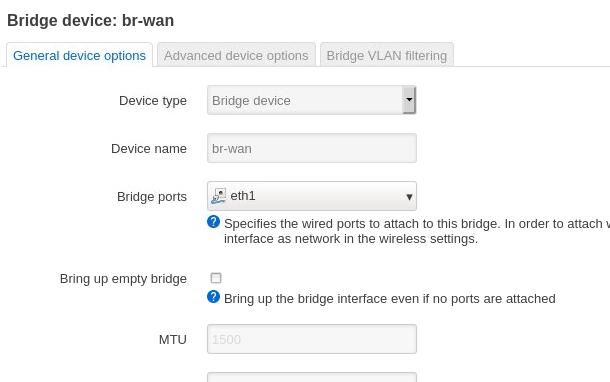 Bridge device: br-wan
General device options Advanced device options Bridge VLAN filtering
Device type Bridge device
Device name br-wan
Bridge ports eth1
Specifies the wired ports to attach to this bridge. In order to attach
interface as network in the wireless settings.
Bring up empty bridge
Bring up the bridge interface even if no ports are attached
MTU 1500